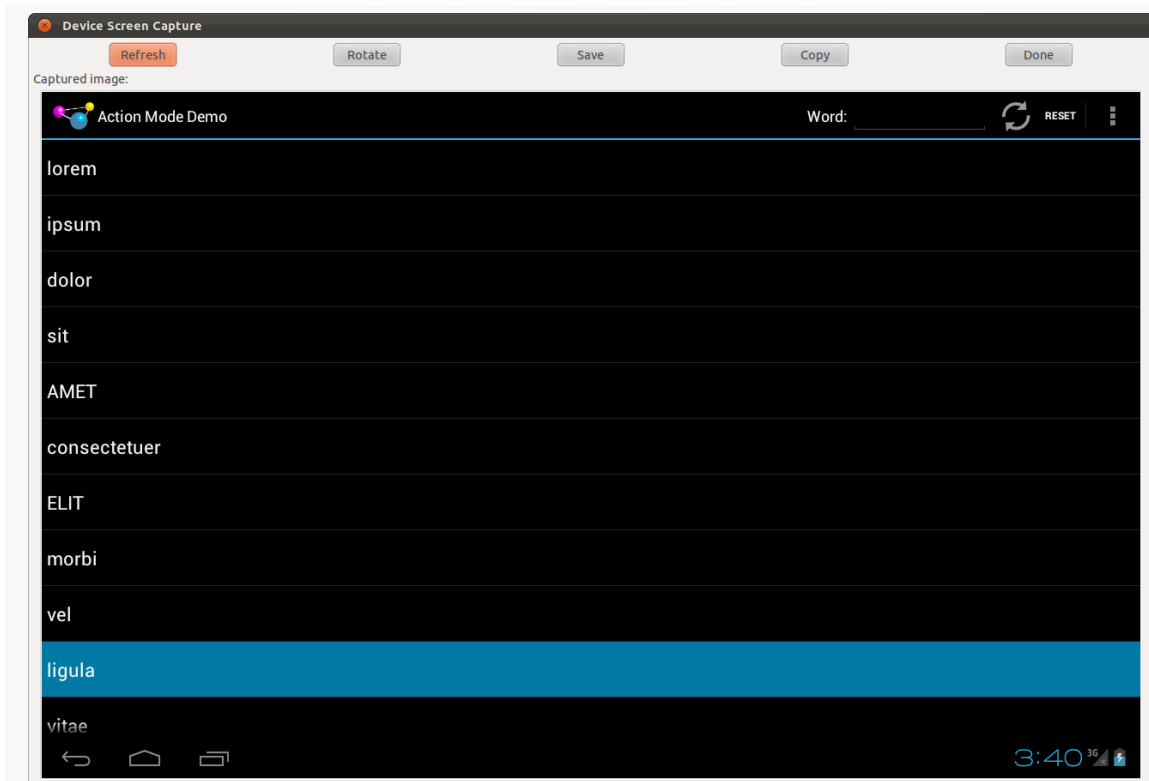 Device Screen Capture
Refresh Rotate Save Copy Done
Captured image:
Action Mode Demo Word: RESET
lorem
ipsum
dolor
sit
AMET
consectetuer
ELIT
morbi
vel
ligula
vitae
3:40 3G